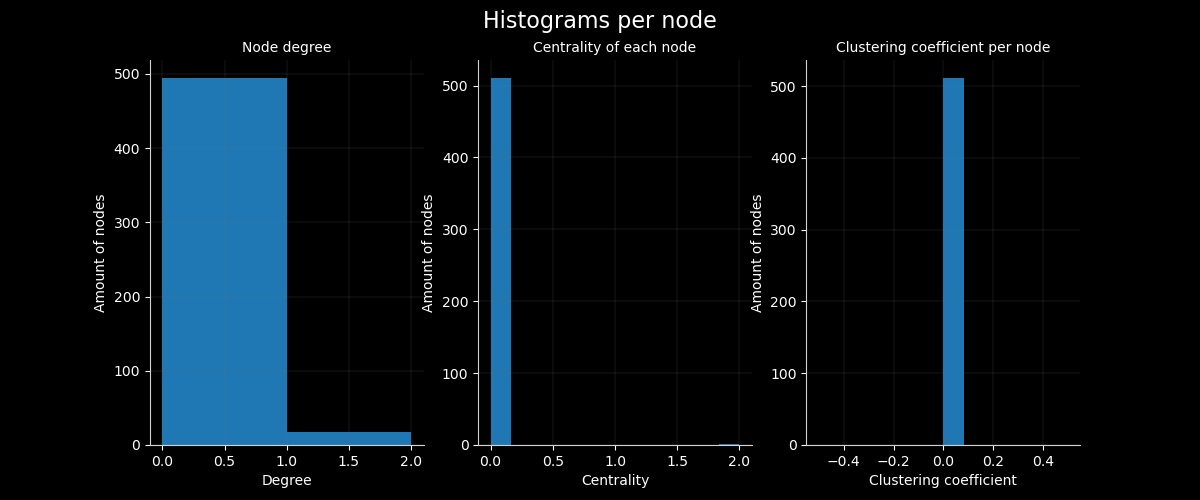 Histograms per node
Node degree
500
400
300
200
100
0
Amount of nodes
0.0 0.5 1.0 1.5 2.0
Degree
Centrality of each node
500
400
300
200
100
0
Amount of nodes
0.0 0.5 1.0 1.5 2.0
Centrality
Clustering coefficient per node
500
400
300
200
100
0
Amount of nodes
−0.4 −0.2 0.0 0.2 0.4
Clustering coefficient